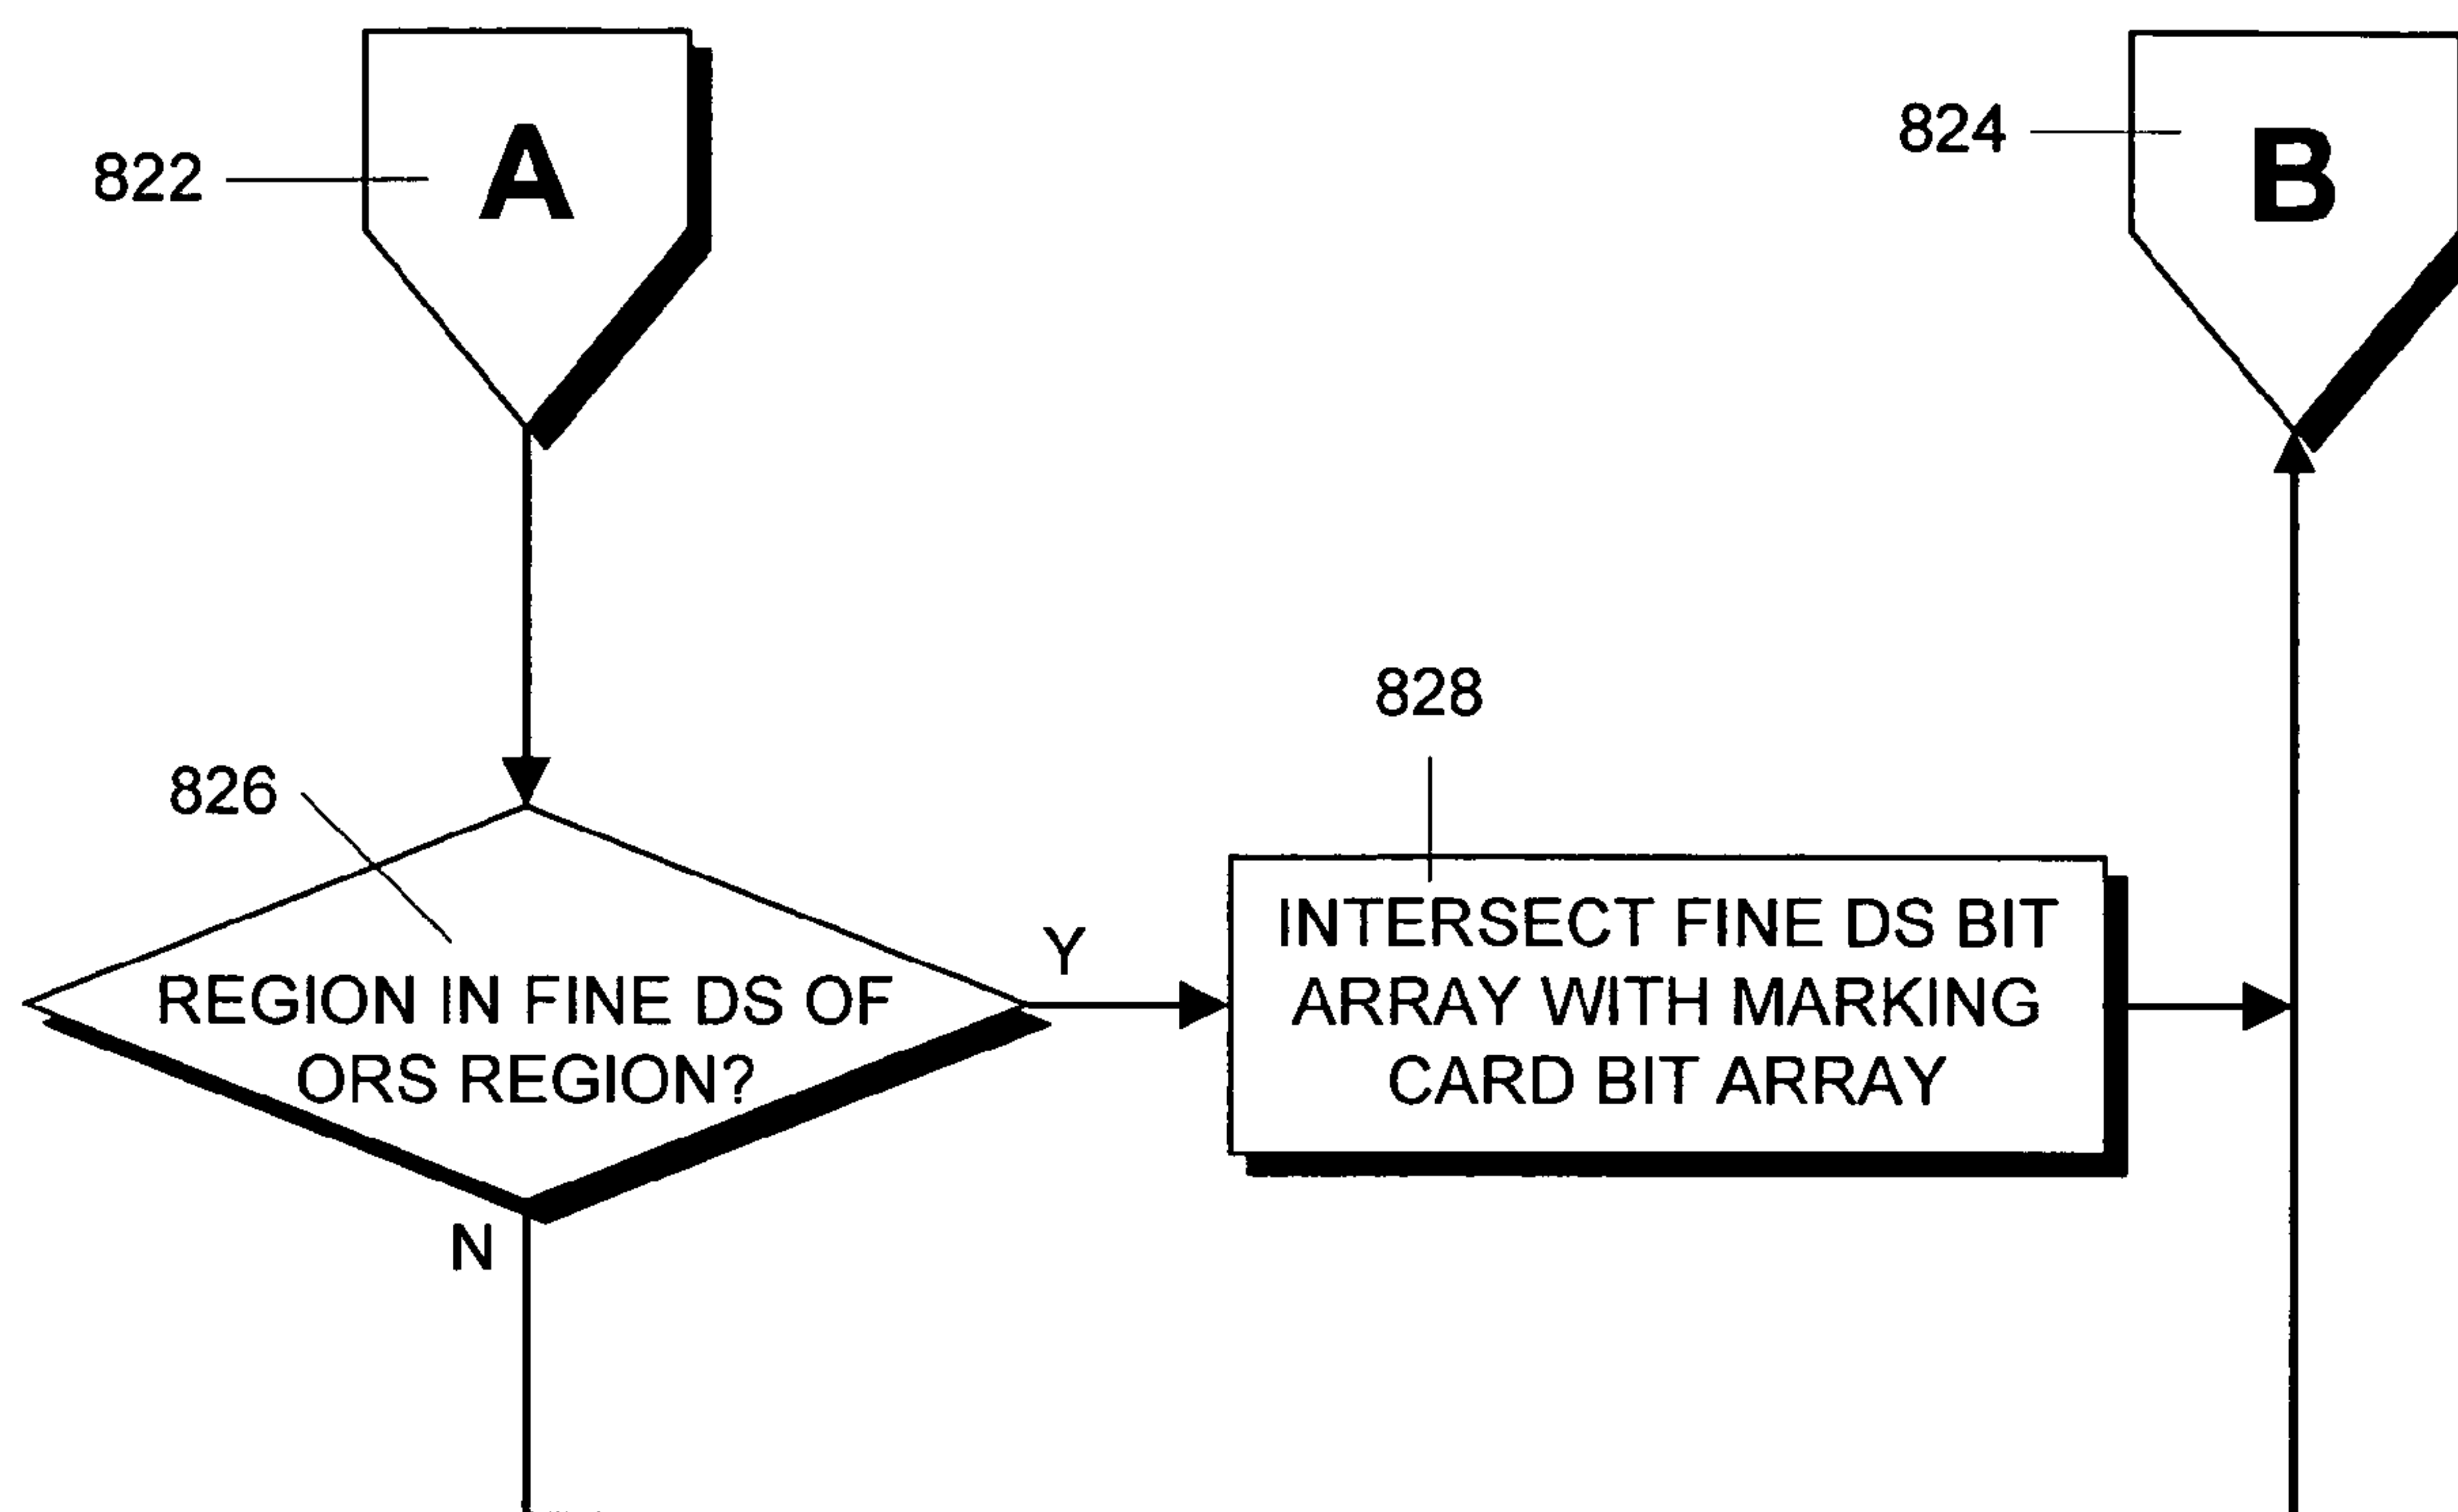 822
A
824
B
826
828
REGION IN FINE DS OF
ORS REGION?
Y
N
INTERSECT FINE DS BIT
ARRAY WITH MARKING
CARD BIT ARRAY